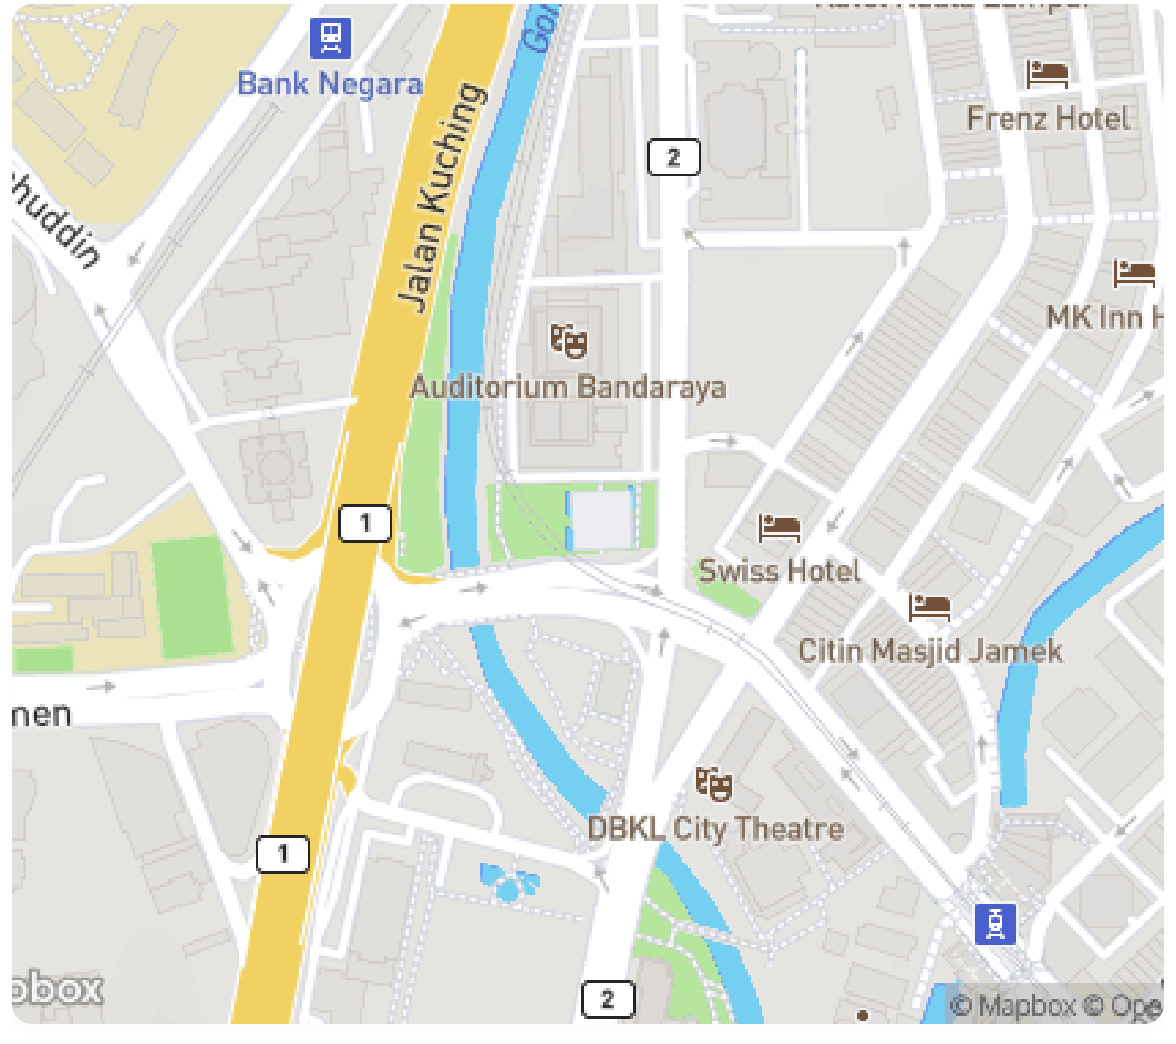 Gom
Bank Negara
Frenz Hotel
2
Jalan Kuching
huddin
MK Inn H
Auditorium Bandaraya
1
Swiss Hotel
Citin Masjid Jamek
men
DBKL City Theatre
1
obox
2
© Mapbox © Ope